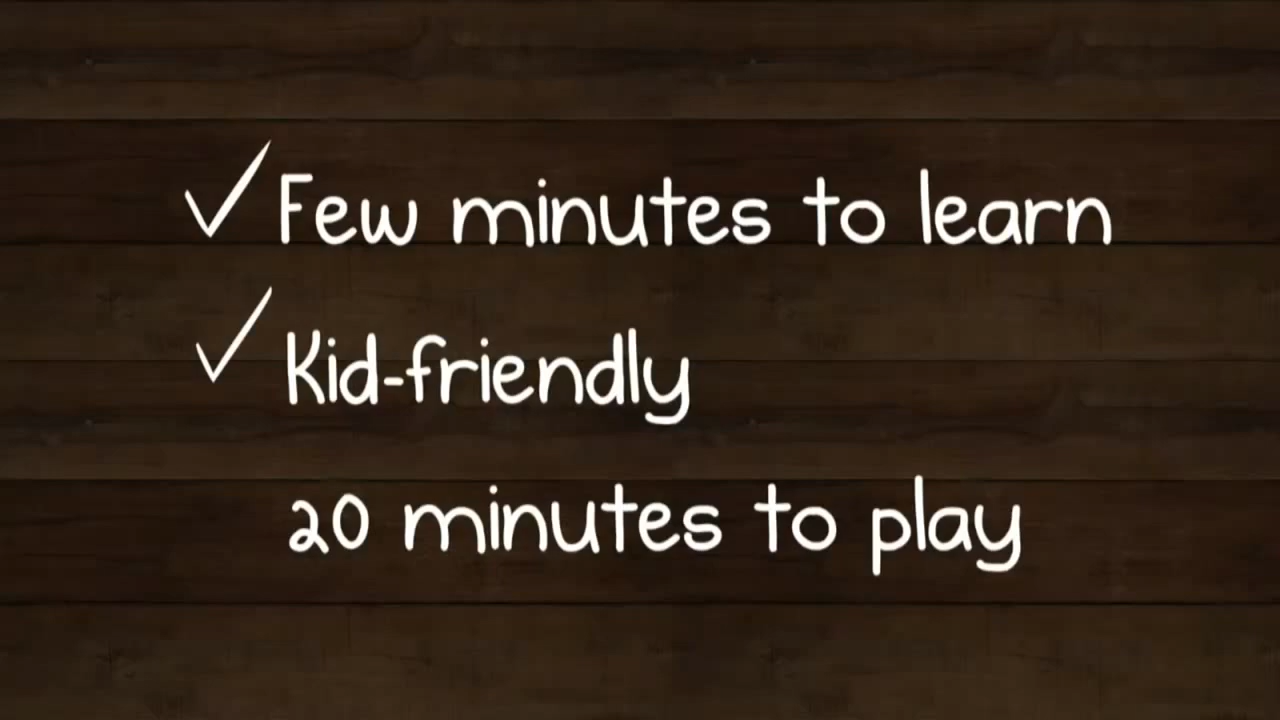 ✓ Few minutes to learn
✓ Kid-friendly
20 minutes to play